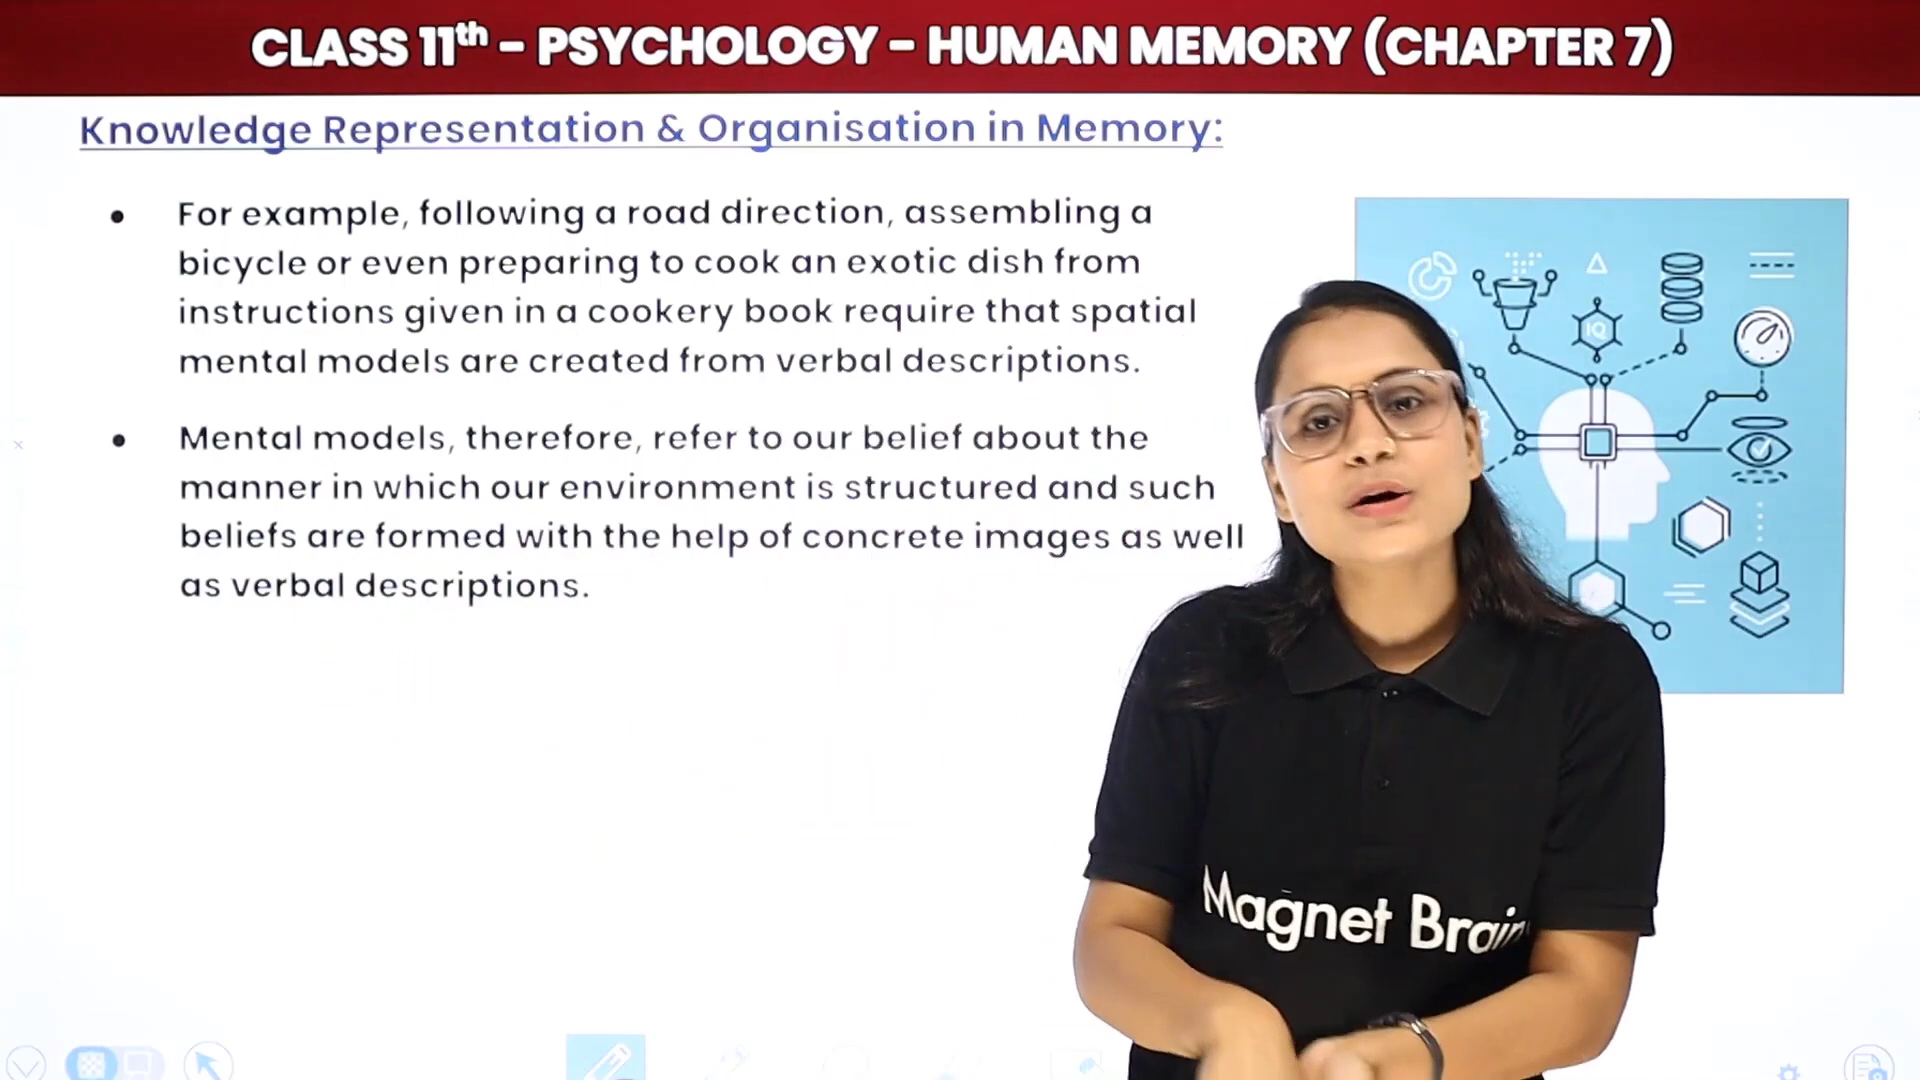 CLASS 11th – PSYCHOLOGY – HUMAN MEMORY (CHAPTER 7)
Knowledge Representation & Organisation in Memory:
• For example, following a road direction, assembling a
bicycle or even preparing to cook an exotic dish from
instructions given in a cookery book require that spatial
mental models are created from verbal descriptions.
• Mental models, therefore, refer to our belief about the
manner in which our environment is structured and such
beliefs are formed with the help of concrete images as well
as verbal descriptions.
IQ
Magnet Brain